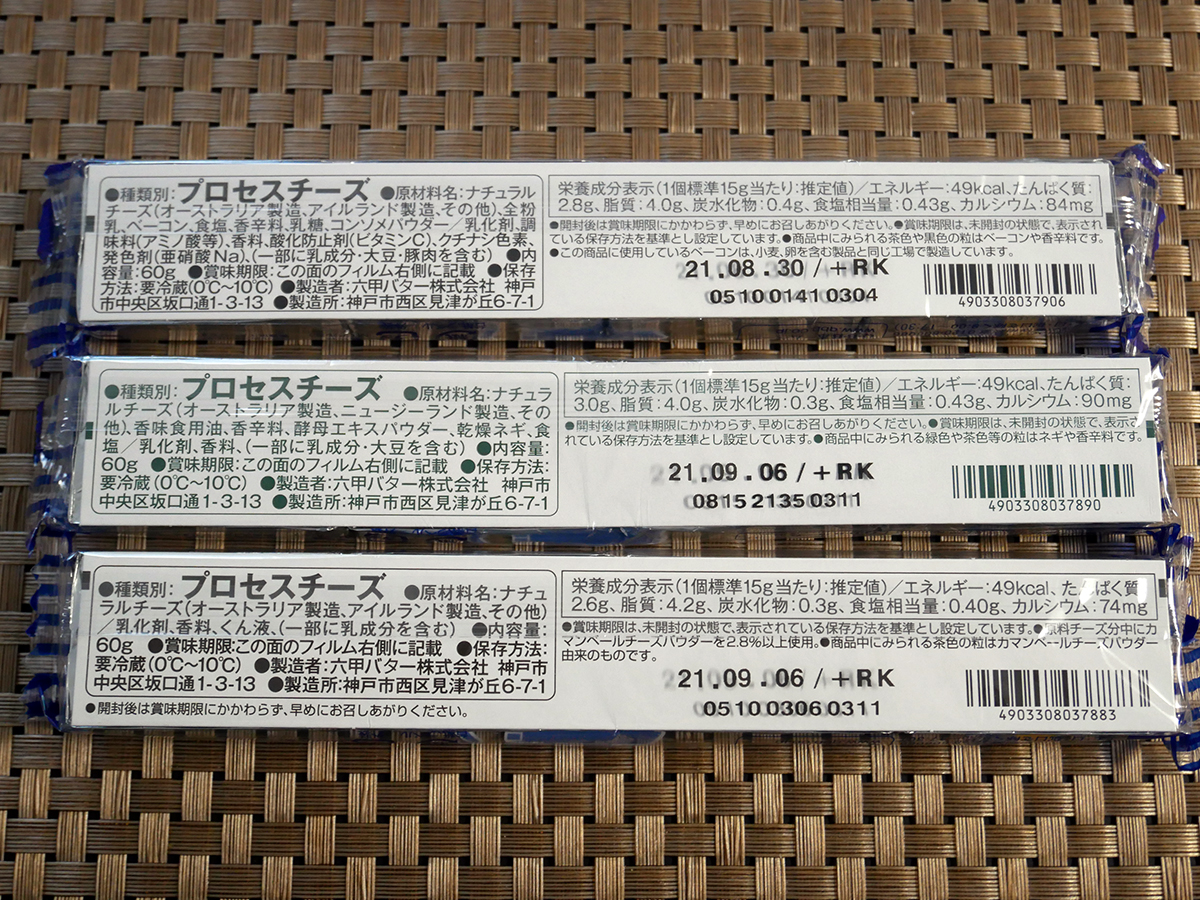 ●種類別:プロセスチーズ ●原材料名:ナチュラル
チーズ(オーストラリア製造、アイルランド製造、その他)、全粉
乳、ベーコン、食塩、香辛料、乳糖、コンソメパウダー/乳化剤、調
味料(アミノ酸等)、香料、酸化防止剤(ビタミンC)、クチナシ色素、
発色剤(亜硝酸Na)、(一部に乳成分・大豆・豚肉を含む) ●内
容量:60g ●賞味期限:この面のフィルム右側に記載 ●保存
方法:要冷蔵(0℃〜10℃) ●製造者:六甲バター株式会社 神戸
市中央区坂口通1-3-13 ●製造所:神戸市西区見津が丘6-7-1
栄養成分表示(1個標準15g当たり:推定値)/エネルギー:49kcal、たんぱく質:
2.8g、脂質:4.0g、炭水化物:0.4g、食塩相当量:0.43g、カルシウム:84mg
●開封後は賞味期限にかかわらず、早めにお召しあがりください。●賞味期限は、未開封の状態で、表示され
ている保存方法を基準とし設定しています。●商品中にみられる茶色や黒色の粒はベーコンや香辛料です。
●この商品に使用しているベーコンは、小麦、卵を含む製品と同じ工場で製造しています。
21.08.30/+RK
05100141 0304
4903308037906
●種類別:プロセスチーズ ●原材料名:ナチュ
ラルチーズ(オーストラリア製造、ニュージーランド製造、その
他)、香味食用油、香辛料、酵母エキスパウダー、乾燥ネギ、食
塩/乳化剤、香料、(一部に乳成分・大豆を含む) ●内容量:
60g ●賞味期限:この面のフィルム右側に記載 ●保存方法:
要冷蔵(0℃〜10℃) ●製造者:六甲バター株式会社 神戸市
中央区坂口通1-3-13 ●製造所:神戸市西区見津が丘6-7-1
栄養成分表示(1個標準15g当たり:推定値)/エネルギー:49kcal、たんぱく質:
3.0g、脂質:4.0g、炭水化物:0.3g、食塩相当量:0.43g、カルシウム:90mg
●開封後は賞味期限にかかわらず、早めにお召しあがりください。●賞味期限は、未開封の状態で、表示さ
れている保存方法を基準とし設定しています。●商品中にみられる緑色や茶色等の粒はネギや香辛料です。
21.09.06/+RK
08152135 0311
4903308037890
●種類別:プロセスチーズ ●原材料名:ナチュ
ラルチーズ(オーストラリア製造、アイルランド製造、その他)
/乳化剤、香料、くん液、(一部に乳成分を含む) ●内容量:
60g ●賞味期限:この面のフィルム右側に記載 ●保存方法:
要冷蔵(0℃〜10℃) ●製造者:六甲バター株式会社 神戸市
中央区坂口通1-3-13 ●製造所:神戸市西区見津が丘6-7-1
●開封後は賞味期限にかかわらず、早めにお召しあがりください。
栄養成分表示(1個標準15g当たり:推定値)/エネルギー:49kcal、たんぱく質:
2.6g、脂質:4.2g、炭水化物:0.3g、食塩相当量:0.40g、カルシウム:74mg
●賞味期限は、未開封の状態で、表示されている保存方法を基準とし設定しています。●原料チーズ分中にカ
マンベールチーズパウダーを2.8%以上使用。●商品中にみられる茶色の粒はカマンベールチーズパウダー
由来のものです。
21.09.06/+RK
05100306 0311
4903308037883